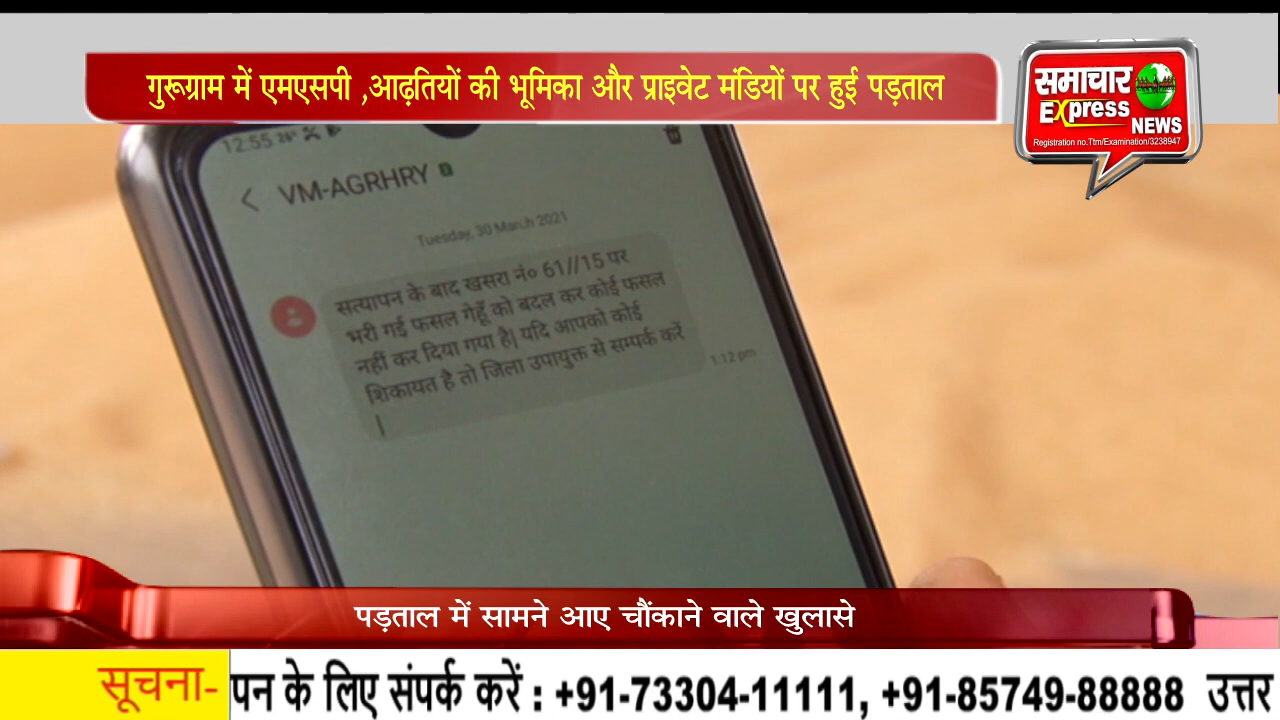 गुरूग्राम में एमएसपी ,आढ़तियों की भूमिका और प्राइवेट मंडियों पर हुई पड़ताल
समाचार
Express
NEWS
Registration no.Ttm/Examination/3238947
12:55 28°
VM-AGRHRY
Tuesday, 30 March 2021
सत्यापन के बाद खसरा नं० 61//15 पर
भरी गई फसल गेहूँ को बदल कर कोई फसल
नहीं कर दिया गया है| यदि आपको कोई
शिकायत है तो जिला उपायुक्त से सम्पर्क करें
|
1:12 pm
पड़ताल में सामने आए चौंकाने वाले खुलासे
सूचना- पन के लिए संपर्क करें : +91-73304-11111, +91-85749-88888 उत्तर